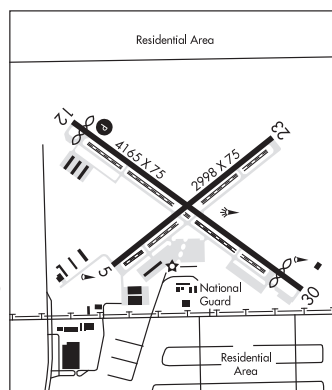 Residential Area
12
P
4165 X 75
2998 X 75
23
5
National
Guard
30
Residential
Area